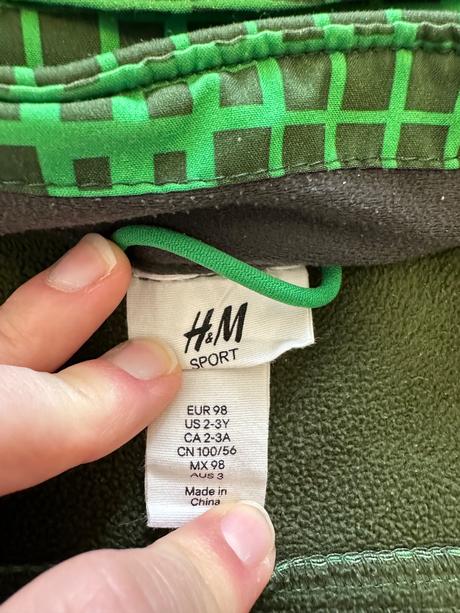 H&M
SPORT
EUR 98
US 2-3Y
CA 2-3A
CN 100/56
MX 98
AUS 3
Made in
China